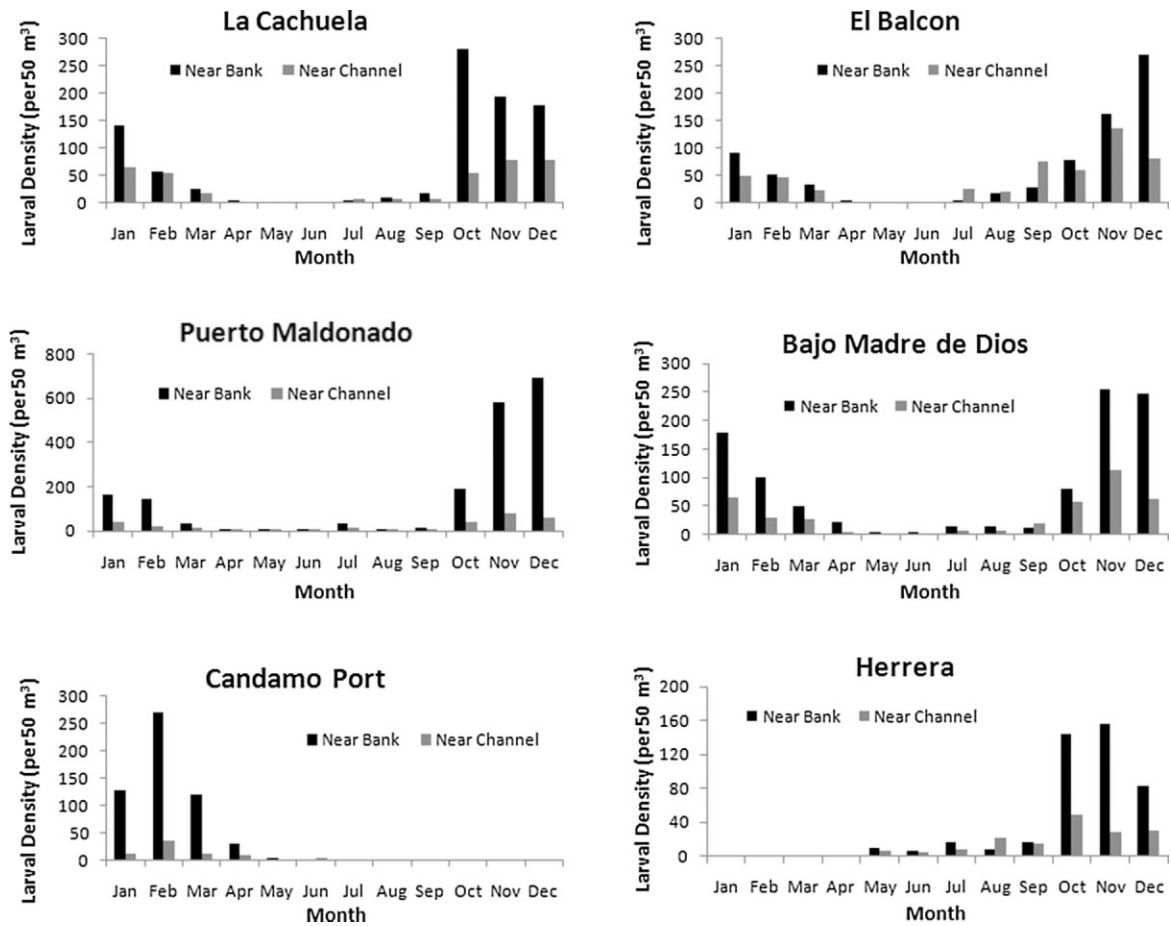 La Cachuela
Larval Density (per50 m³)
300
250
200
150
100
50
0
Near Bank Near Channel
Jan Feb Mar Apr May Jun Jul Aug Sep Oct Nov Dec
Month
El Balcon
Larval Density (per50 m³)
300
250
200
150
100
50
0
Near Bank Near Channel
Jan Feb Mar Apr May Jun Jul Aug Sep Oct Nov Dec
Month
Puerto Maldonado
Larval Density (per50 m³)
800
600
400
200
0
Near Bank Near Channel
Jan Feb Mar Apr May Jun Jul Aug Sep Oct Nov Dec
Month
Bajo Madre de Dios
Larval Density (per50 m³)
300
250
200
150
100
50
0
Near Bank Near Channel
Jan Feb Mar Apr May Jun Jul Aug Sep Oct Nov Dec
Month
Candamo Port
Larval Density (per50 m³)
300
250
200
150
100
50
0
Near Bank Near Channel
Jan Feb Mar Apr May Jun Jul Aug Sep Oct Nov Dec
Month
Herrera
Larval Density (per50 m³)
200
160
120
80
40
0
Near Bank Near Channel
Jan Feb Mar Apr May Jun Jul Aug Sep Oct Nov Dec
Month